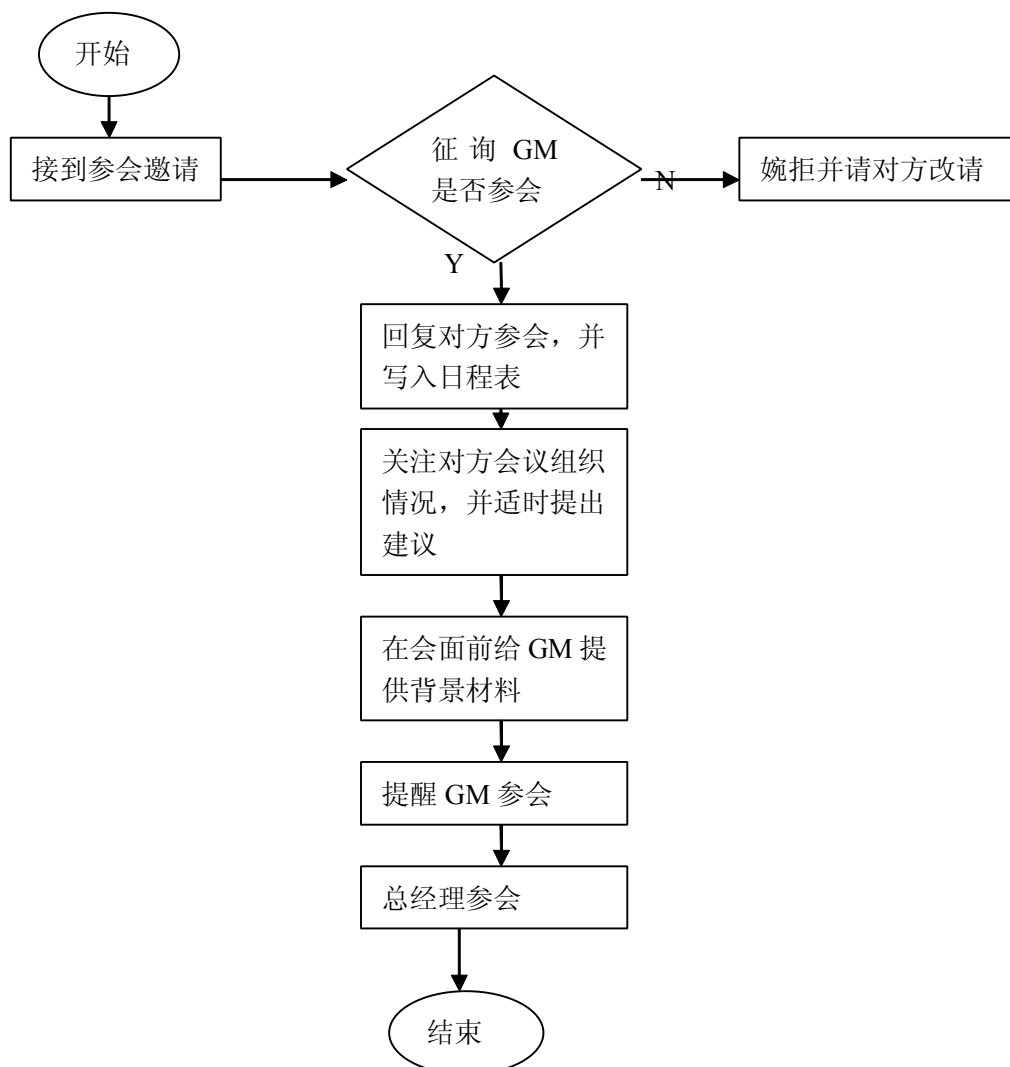 开始
接到参会邀请
征询 GM
是否参会
N
婉拒并请对方改请
Y
回复对方参会，并
写入日程表
关注对方会议组织
情况，并适时提出
建议
在会面前给 GM 提
供背景材料
提醒 GM 参会
总经理参会
结束